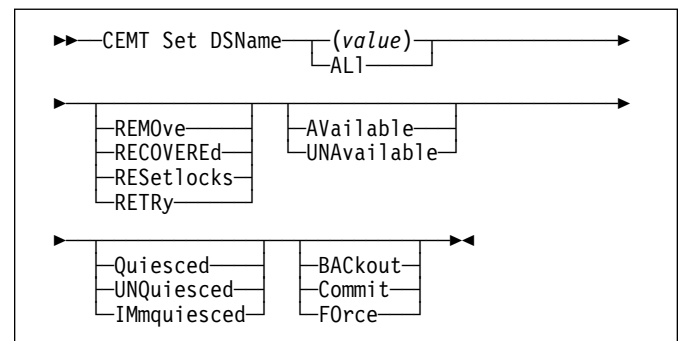 CEMT Set DSName (value)
ALl
REMOve AVailable
RECOVEREd UNAvailable
RESetlocks
RETRy
Quiesced BACkout
UNQuiesced Commit
IMmquiesced FOrce